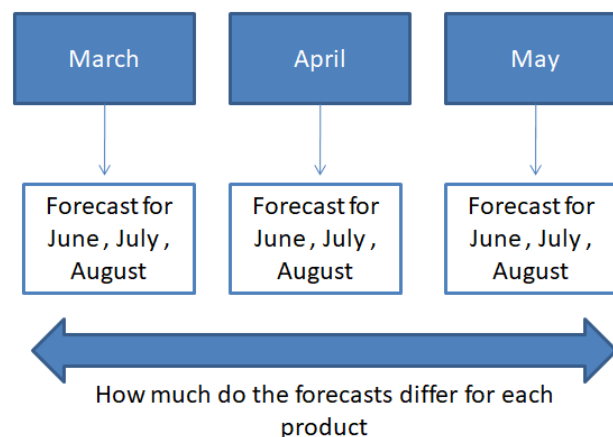 March
April
May
Forecast for
June , July ,
August
Forecast for
June , July ,
August
Forecast for
June , July ,
August
How much do the forecasts differ for each
product